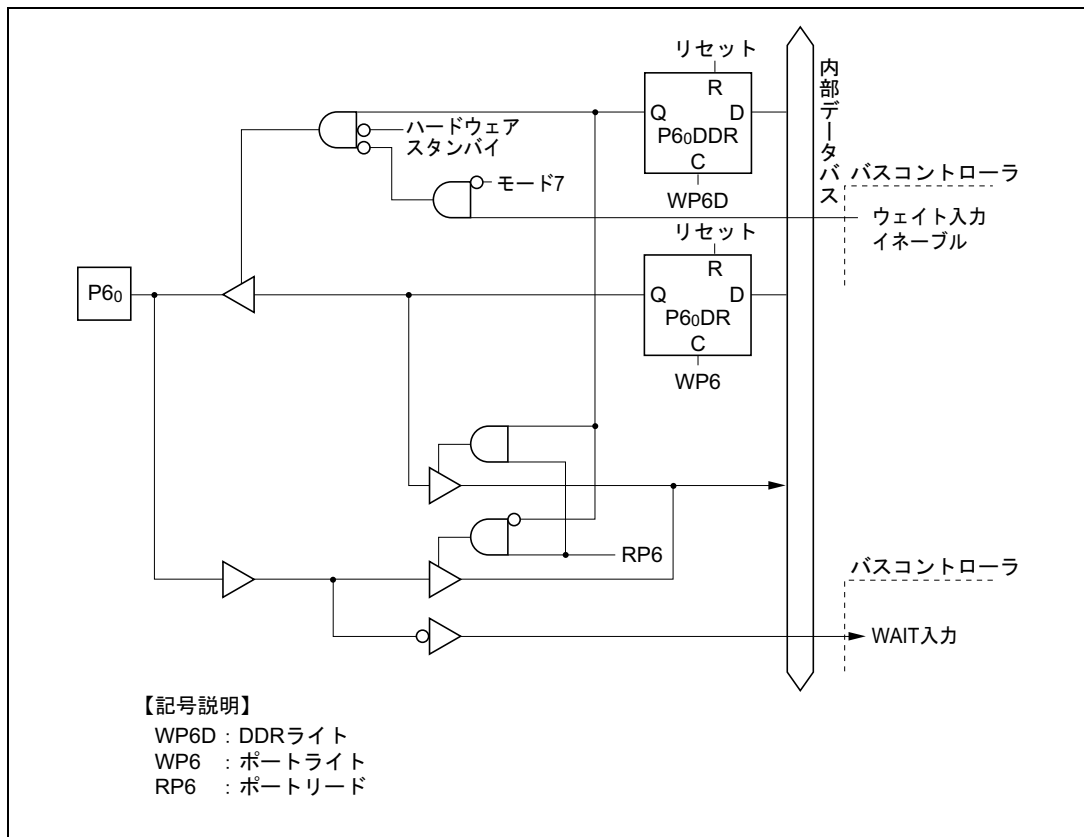 リセット
R
Q D
P6₀DDR
C
WP6D
内部データバス
ハードウェア
スタンバイ
モード7
バスコントローラ
ウェイト入力
イネーブル
リセット
R
Q D
P6₀DR
C
WP6
P6₀
RP6
バスコントローラ
WAIT入力
【記号説明】
WP6D : DDRライト
WP6 : ポートライト
RP6 : ポートリード